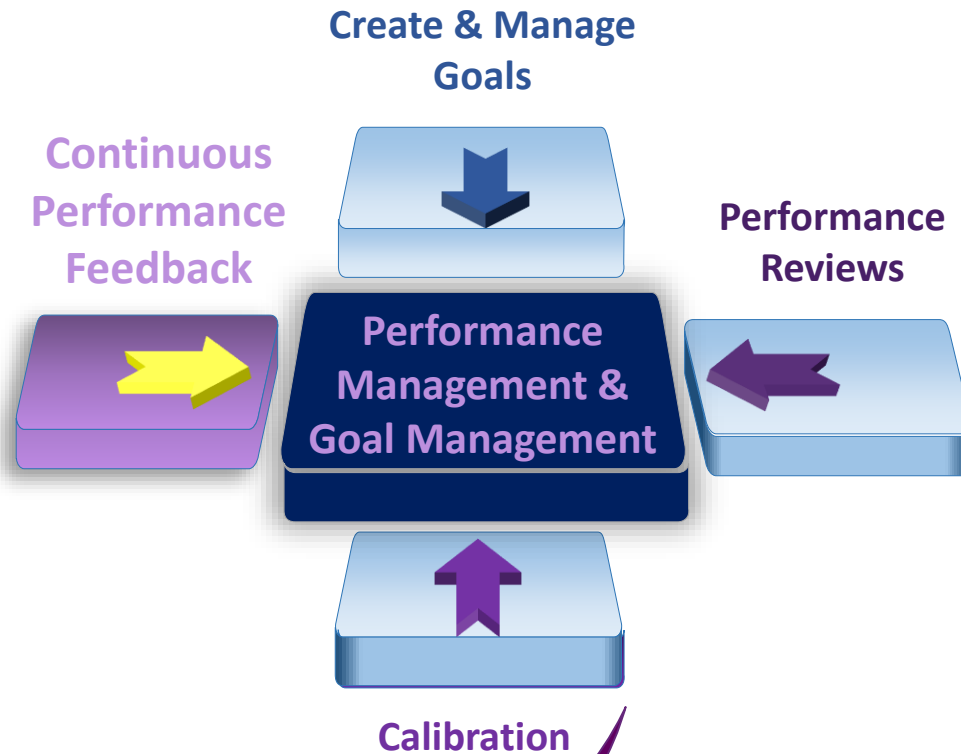 Create & Manage
Goals
Continuous
Performance
Feedback
Performance
Reviews
Performance
Management &
Goal Management
Calibration